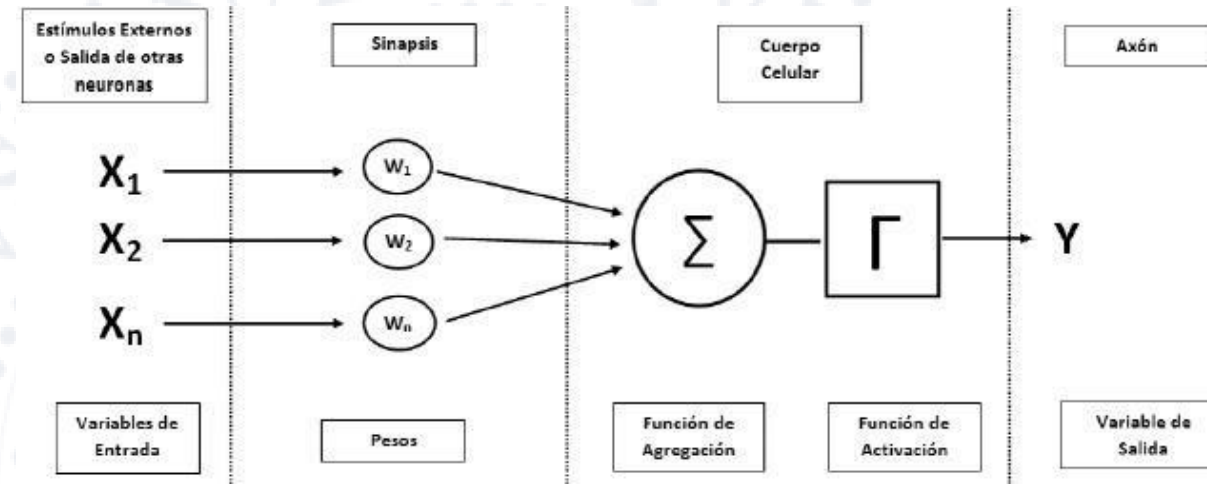 Estímulos Externos
o Salida de otras
neuronas
Sinapsis
Cuerpo
Celular
Axón
X₁
W₁
X₂
W₂
Xₙ
Wₙ
Σ
Γ
Y
Variables de
Entrada
Pesos
Función de
Agregación
Función de
Activación
Variable de
Salida